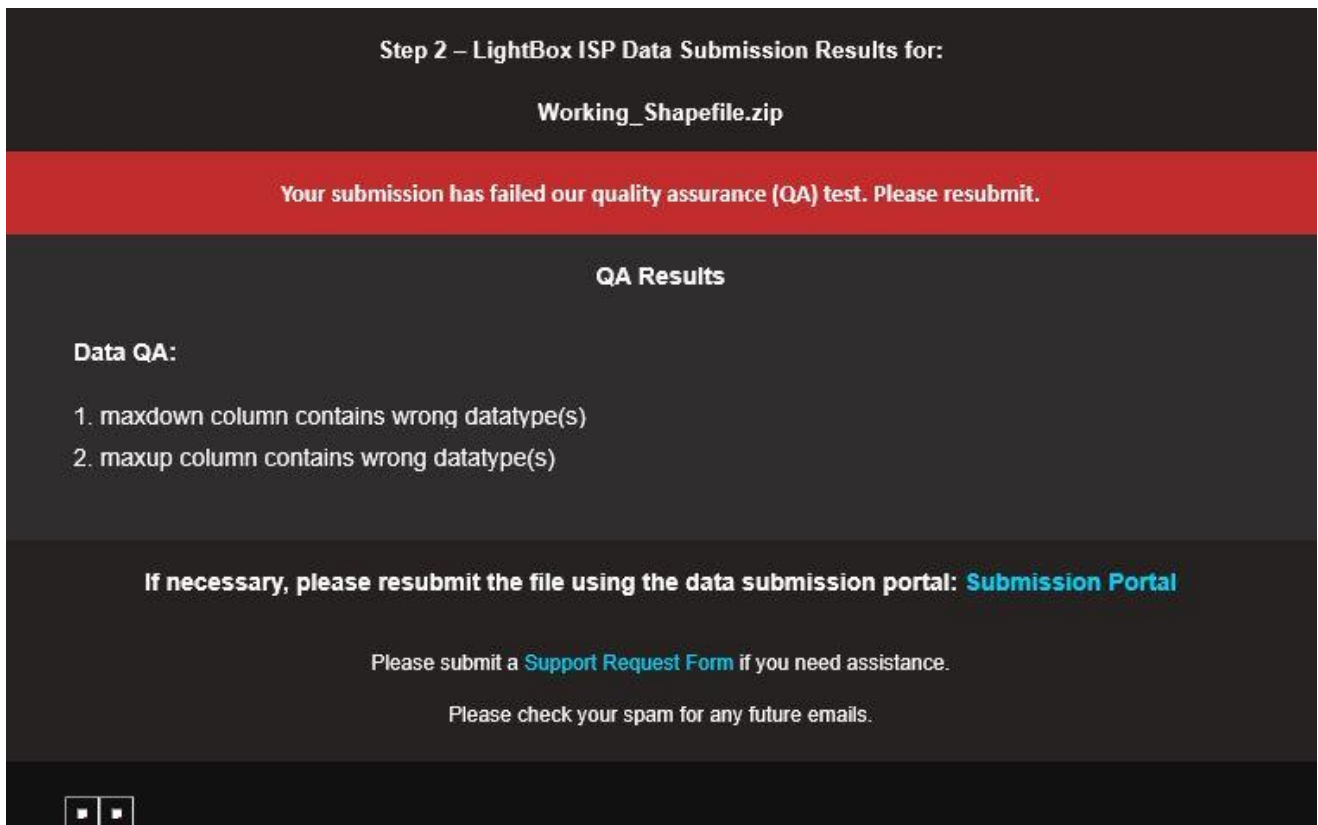 Step 2 – LightBox ISP Data Submission Results for:
Working_Shapefile.zip
Your submission has failed our quality assurance (QA) test. Please resubmit.
QA Results
Data QA:
1. maxdown column contains wrong datatype(s)
2. maxup column contains wrong datatype(s)
If necessary, please resubmit the file using the data submission portal: Submission Portal
Please submit a Support Request Form if you need assistance.
Please check your spam for any future emails.